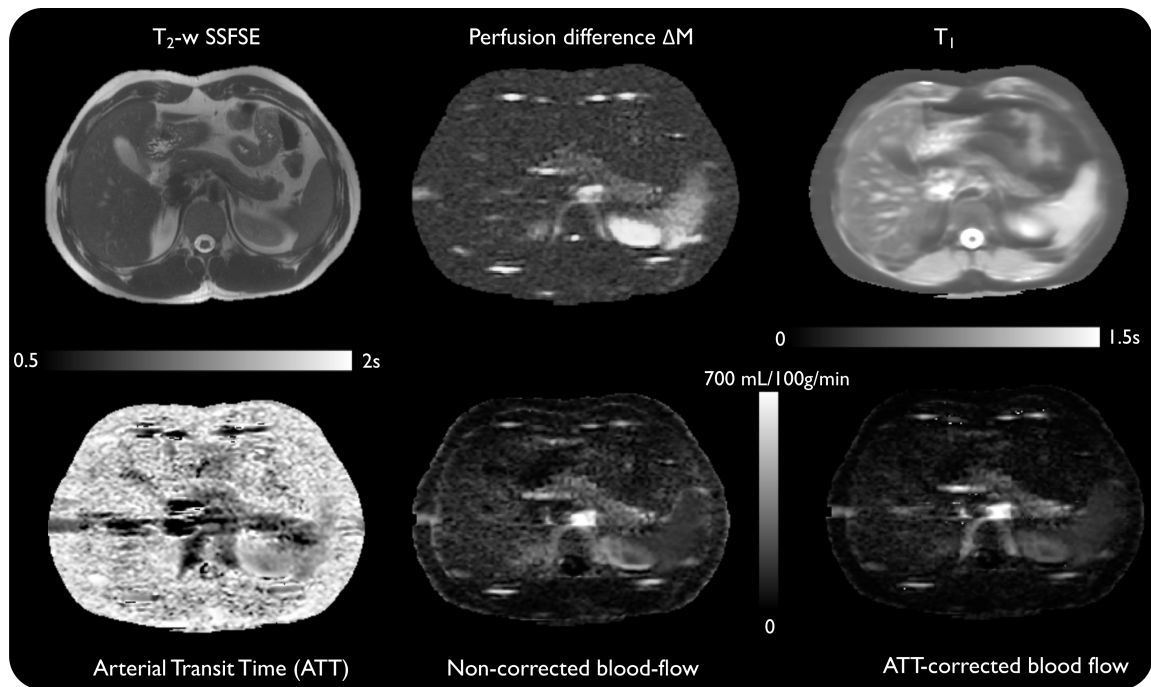 T₂-w SSFSE
Perfusion difference ΔM
T₁
0.5
2s
0
1.5s
700 mL/100g/min
0
Arterial Transit Time (ATT)
Non-corrected blood-flow
ATT-corrected blood flow